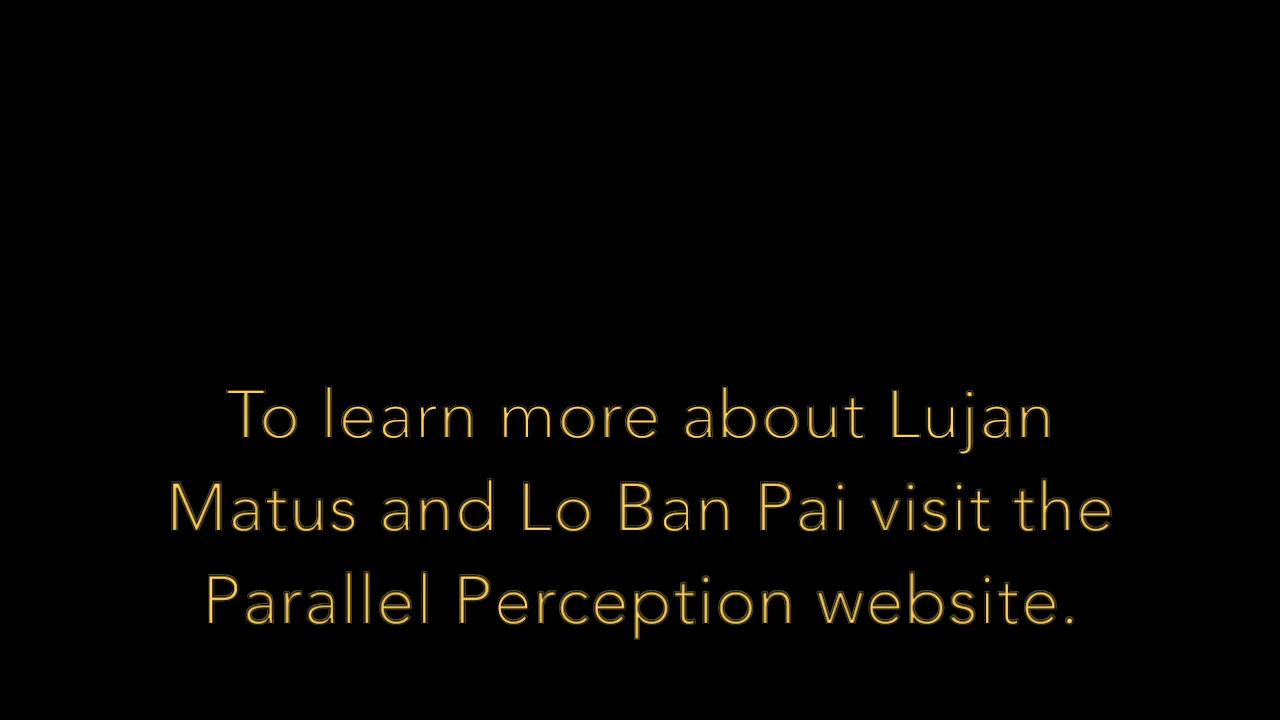 To learn more about Lujan
Matus and Lo Ban Pai visit the
Parallel Perception website.